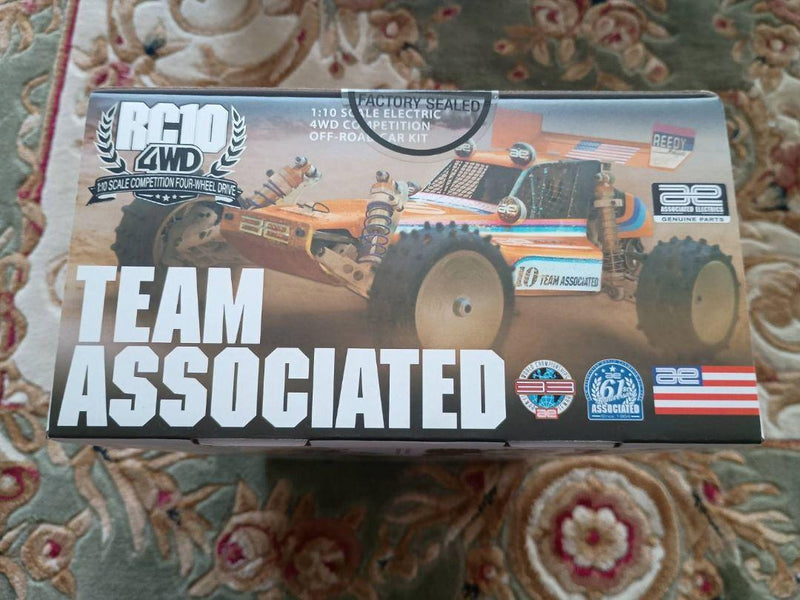 FACTORY SEALED
RC10
4WD
1:10 SCALE COMPETITION FOUR-WHEEL DRIVE
1:10 SCALE ELECTRIC
4WD COMPETITION
OFF-ROAD CAR KIT
REEDY
ASSOCIATED ELECTRICS
GENUINE PARTS
10 TEAM ASSOCIATED
TEAM
ASSOCIATED
33
61
ASSOCIATED